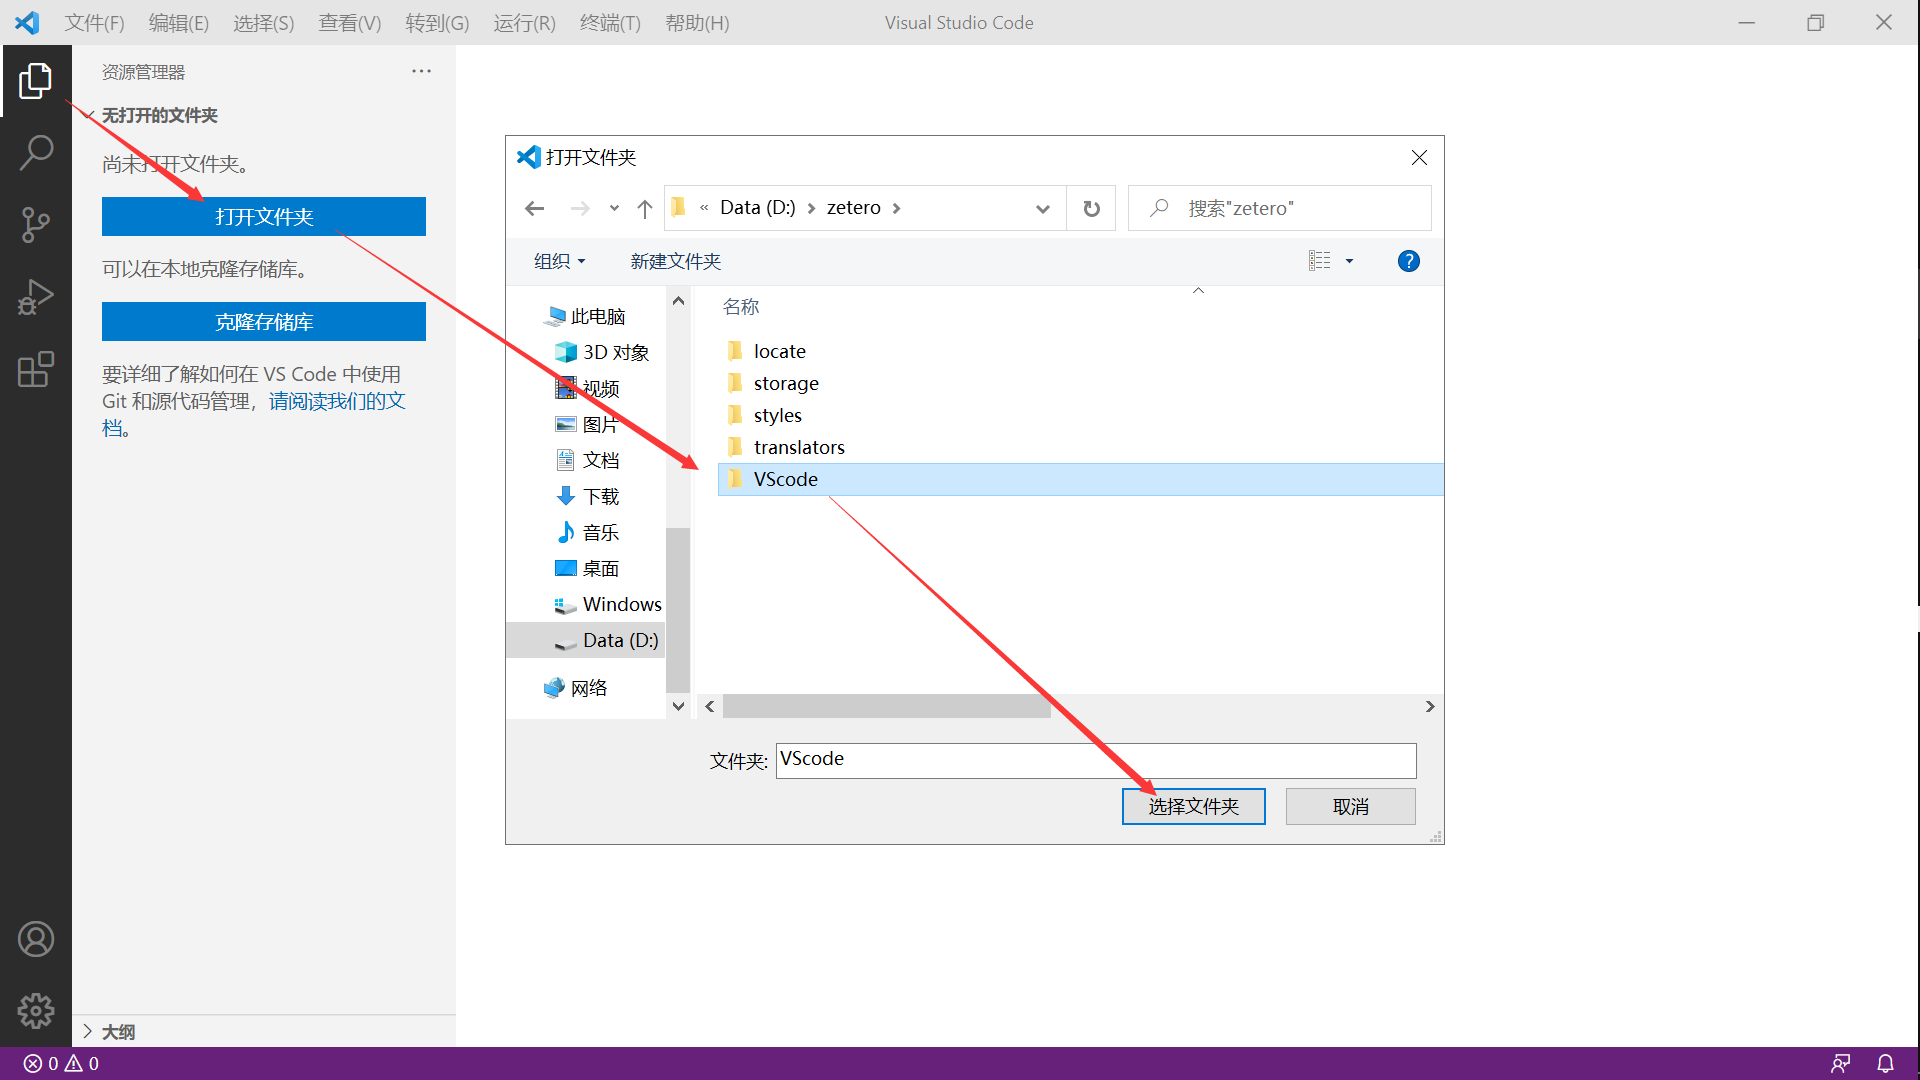 文件(F) 编辑(E) 选择(S) 查看(V) 转到(G) 运行(R) 终端(T) 帮助(H) Visual Studio Code
资源管理器
无打开的文件夹
尚未打开文件夹。
打开文件夹
可以在本地克隆存储库。
克隆存储库
要详细了解如何在 VS Code 中使用
Git 和源代码管理，请阅读我们的文
档。
大纲
打开文件夹
« Data (D:) › zetero ›
搜索"zetero"
组织 新建文件夹
此电脑
3D 对象
视频
图片
文档
下载
音乐
桌面
Windows
Data (D:)
网络
名称
locate
storage
styles
translators
VScode
文件夹: VScode
选择文件夹 取消
0 0